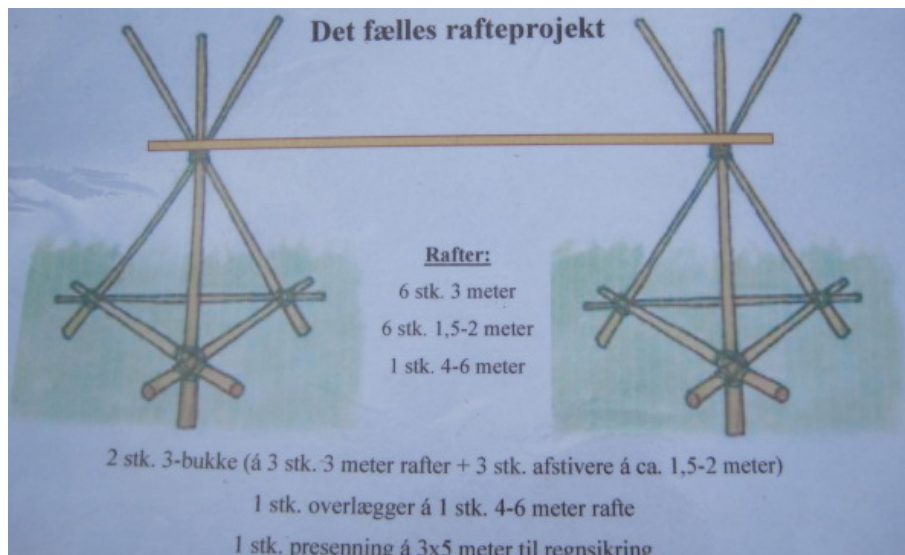 Det fælles rafteprojekt
Rafter:
6 stk. 3 meter
6 stk. 1,5-2 meter
1 stk. 4-6 meter
2 stk. 3-bukke (á 3 stk. 3 meter rafter + 3 stk. afstivere á ca. 1,5-2 meter)
1 stk. overlægger á 1 stk. 4-6 meter rafte
1 stk. presenning á 3x5 meter til regnsikring